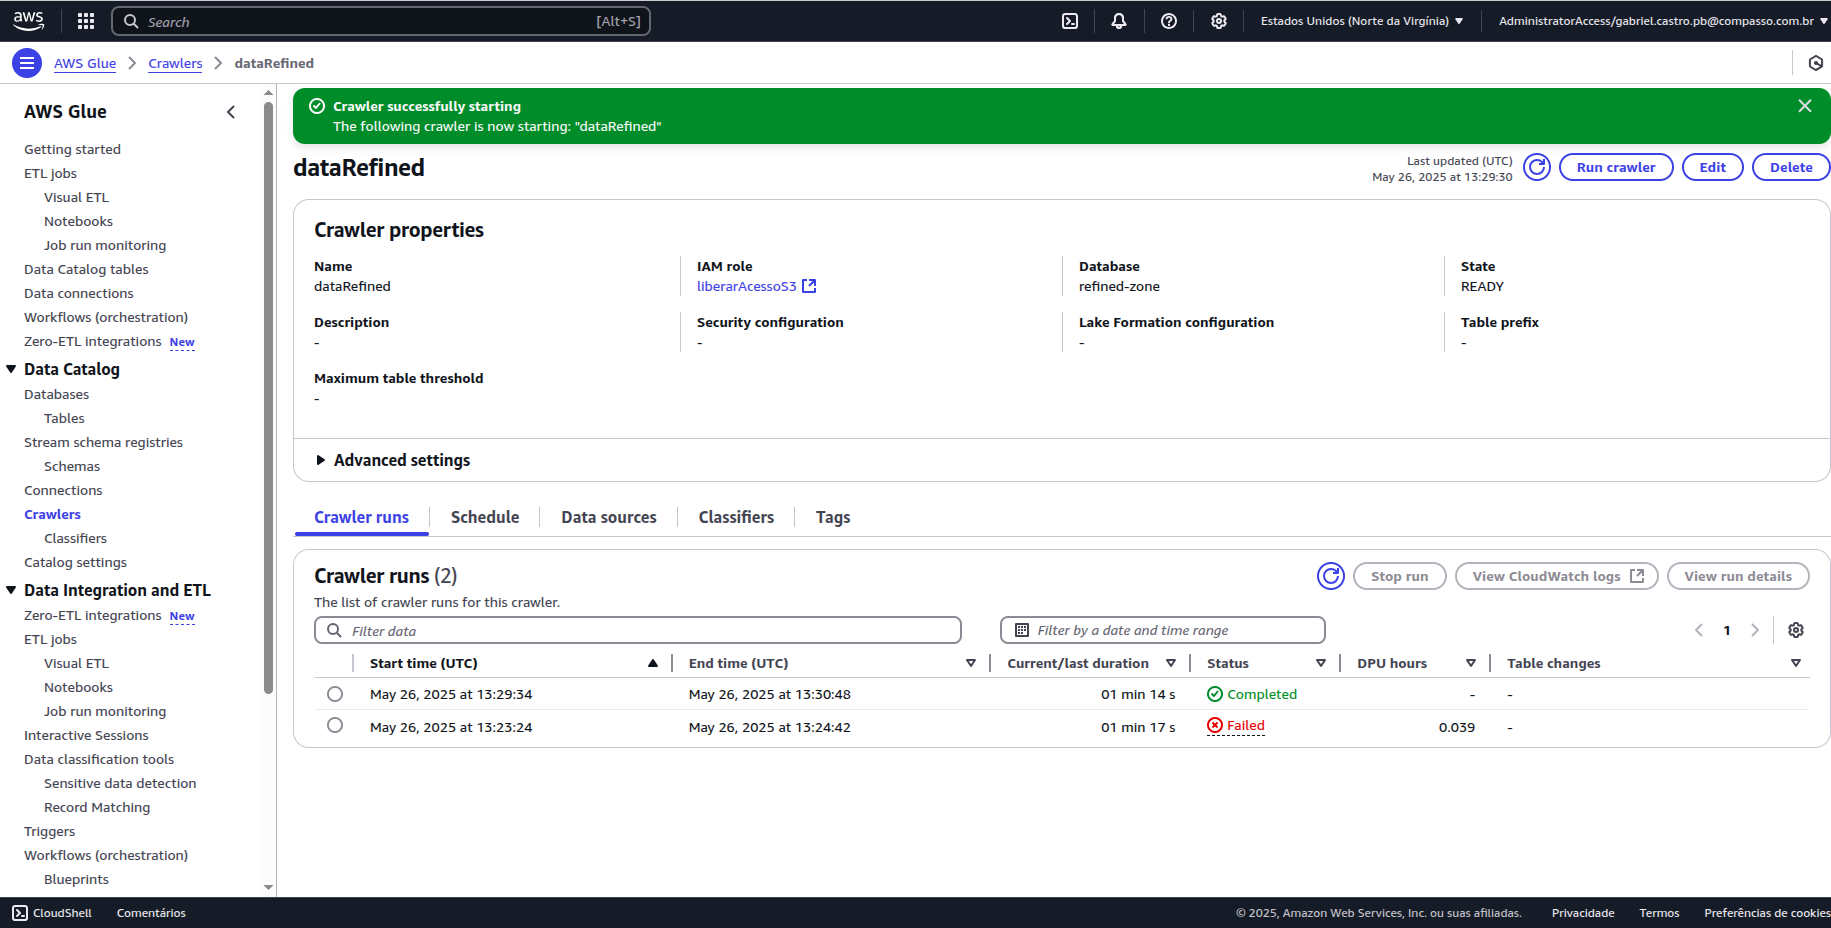 aws
Search [Alt+S] Estados Unidos (Norte da Virgínia) AdministratorAccess/gabriel.castro.pb@compasso.com.br
AWS Glue Crawlers dataRefined
AWS Glue
Getting started
ETL jobs
Visual ETL
Notebooks
Job run monitoring
Data Catalog tables
Data connections
Workflows (orchestration)
Zero-ETL integrations New
Data Catalog
Databases
Tables
Stream schema registries
Schemas
Connections
Crawlers
Classifiers
Catalog settings
Data Integration and ETL
Zero-ETL integrations New
ETL jobs
Visual ETL
Notebooks
Job run monitoring
Interactive Sessions
Data classification tools
Sensitive data detection
Record Matching
Triggers
Workflows (orchestration)
Blueprints
Crawler successfully starting
The following crawler is now starting: "dataRefined"
dataRefined
Last updated (UTC)
May 26, 2025 at 13:29:30
Run crawler Edit Delete
Crawler properties
Name IAM role Database State
dataRefined liberarAcessoS3 refined-zone READY
Description Security configuration Lake Formation configuration Table prefix
- - - -
Maximum table threshold
-
Advanced settings
Crawler runs Schedule Data sources Classifiers Tags
Crawler runs (2) Stop run View CloudWatch logs View run details
The list of crawler runs for this crawler.
Filter data Filter by a date and time range 1
Start time (UTC) End time (UTC) Current/last duration Status DPU hours Table changes
May 26, 2025 at 13:29:34 May 26, 2025 at 13:30:48 01 min 14 s Completed - -
May 26, 2025 at 13:23:24 May 26, 2025 at 13:24:42 01 min 17 s Failed 0.039 -
CloudShell Comentários © 2025, Amazon Web Services, Inc. ou suas afiliadas. Privacidade Termos Preferências de cookies